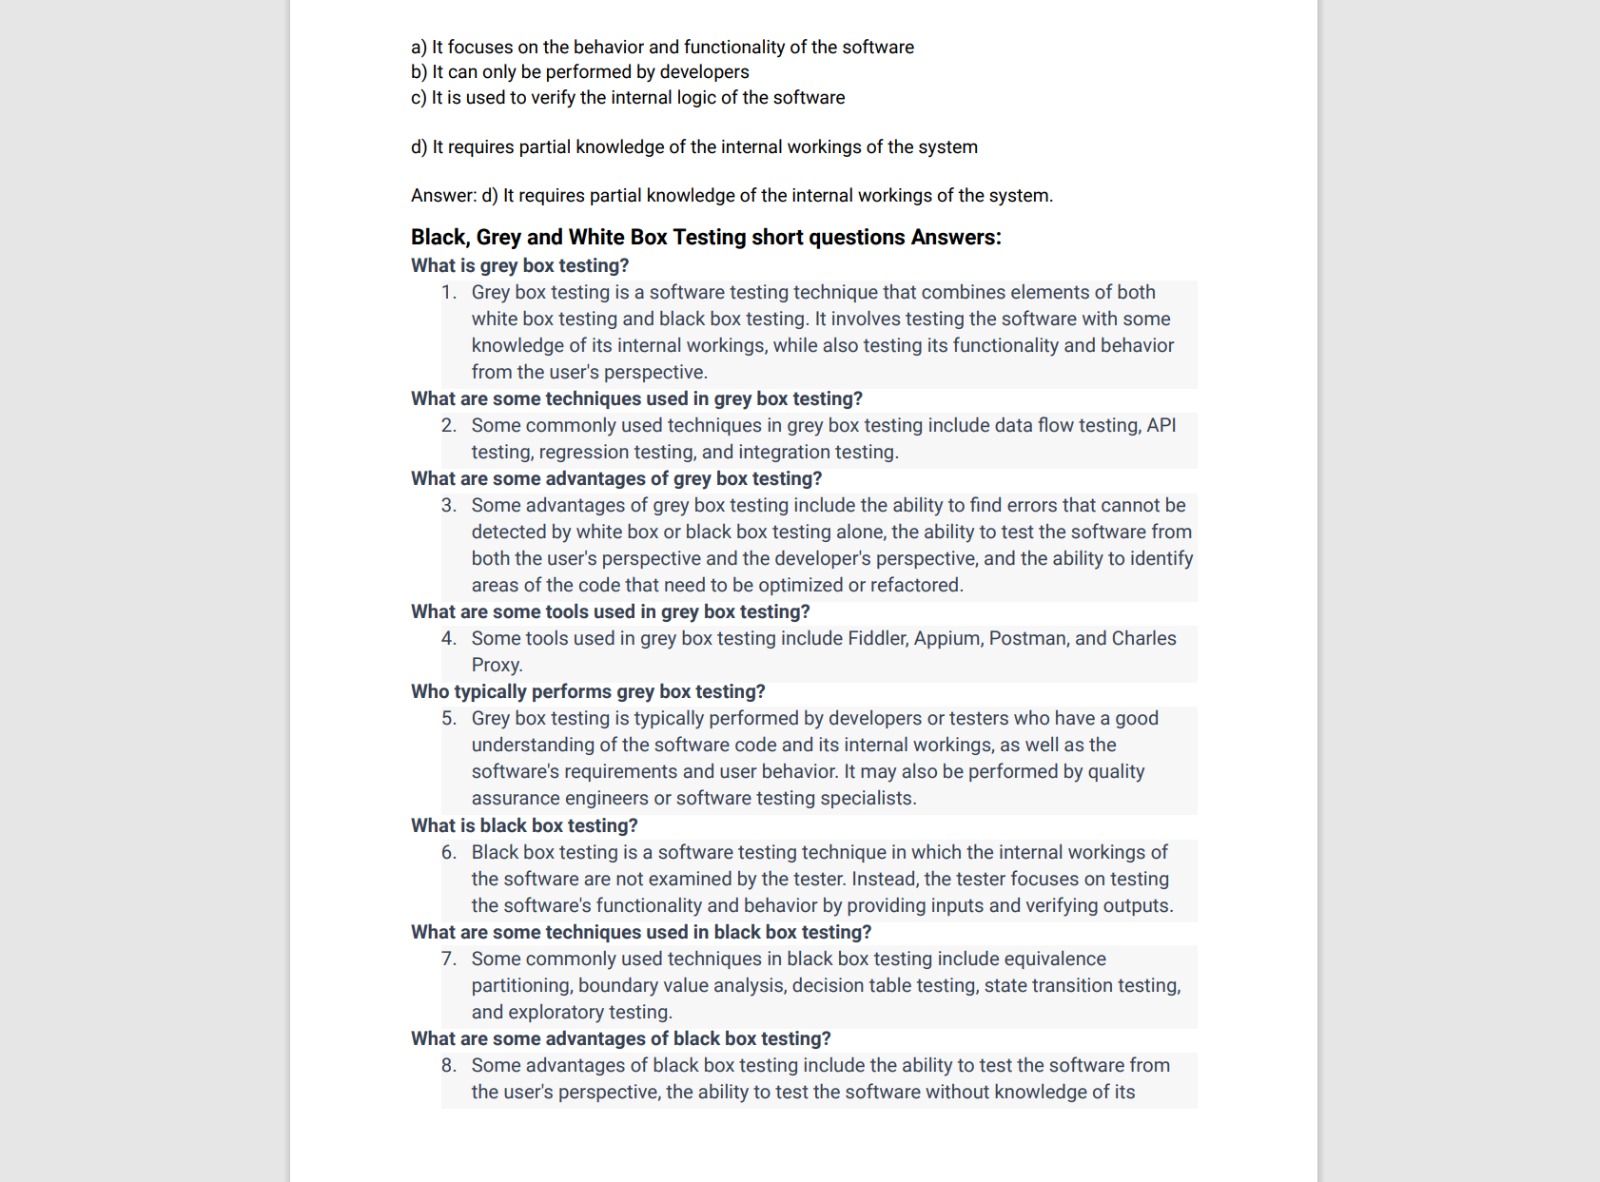 a) It focuses on the behavior and functionality of the software
b) It can only be performed by developers
c) It is used to verify the internal logic of the software
d) It requires partial knowledge of the internal workings of the system
Answer: d) It requires partial knowledge of the internal workings of the system.
Black, Grey and White Box Testing short questions Answers:
What is grey box testing?
1. Grey box testing is a software testing technique that combines elements of both
white box testing and black box testing. It involves testing the software with some
knowledge of its internal workings, while also testing its functionality and behavior
from the user's perspective.
What are some techniques used in grey box testing?
2. Some commonly used techniques in grey box testing include data flow testing, API
testing, regression testing, and integration testing.
What are some advantages of grey box testing?
3. Some advantages of grey box testing include the ability to find errors that cannot be
detected by white box or black box testing alone, the ability to test the software from
both the user's perspective and the developer's perspective, and the ability to identify
areas of the code that need to be optimized or refactored.
What are some tools used in grey box testing?
4. Some tools used in grey box testing include Fiddler, Appium, Postman, and Charles
Proxy.
Who typically performs grey box testing?
5. Grey box testing is typically performed by developers or testers who have a good
understanding of the software code and its internal workings, as well as the
software's requirements and user behavior. It may also be performed by quality
assurance engineers or software testing specialists.
What is black box testing?
6. Black box testing is a software testing technique in which the internal workings of
the software are not examined by the tester. Instead, the tester focuses on testing
the software's functionality and behavior by providing inputs and verifying outputs.
What are some techniques used in black box testing?
7. Some commonly used techniques in black box testing include equivalence
partitioning, boundary value analysis, decision table testing, state transition testing,
and exploratory testing.
What are some advantages of black box testing?
8. Some advantages of black box testing include the ability to test the software from
the user's perspective, the ability to test the software without knowledge of its